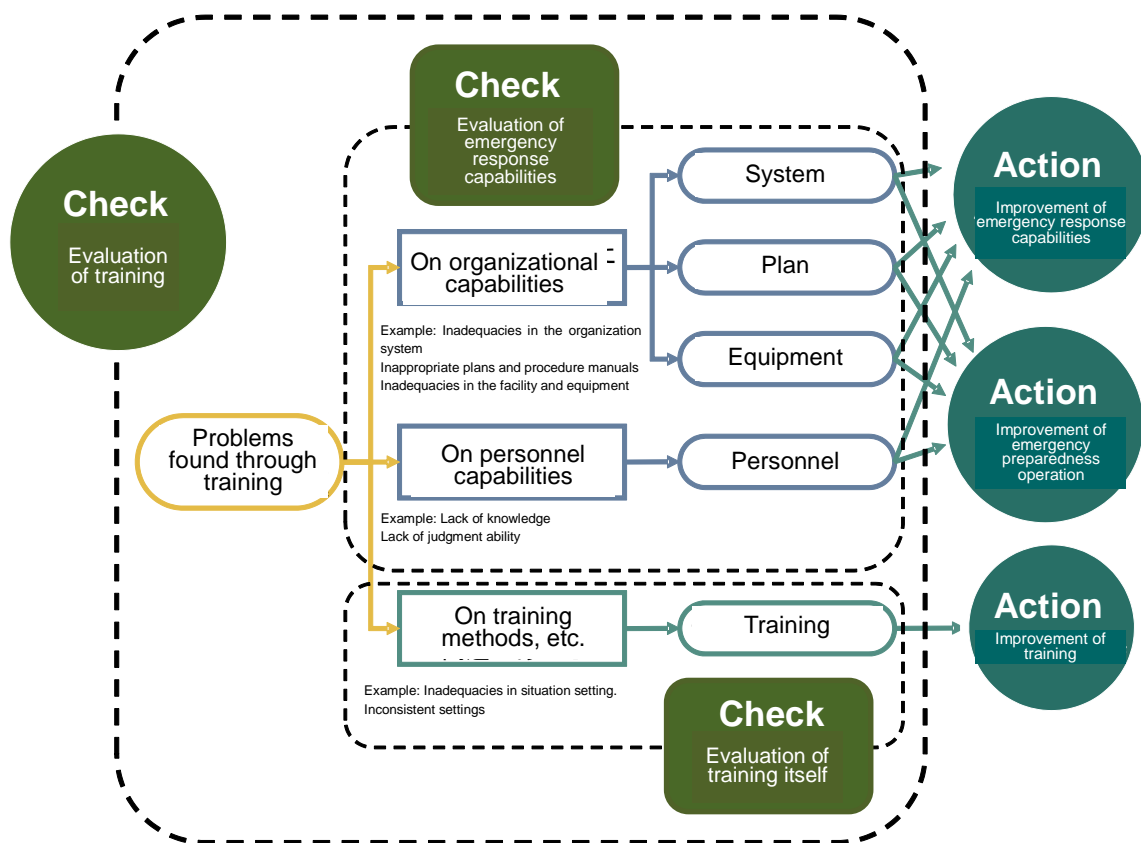 Check
Evaluation of
emergency
response
capabilities
Check
Evaluation
of training
System
Action
Improvement of
emergency response
capabilities
On organizational
capabilities
Plan
Example: Inadequacies in the organization
system
Inappropriate plans and procedure manuals
Inadequacies in the facility and equipment
Equipment
Problems
found through
training
On personnel
capabilities
Personnel
Action
Improvement of
emergency
preparedness
operation
Example: Lack of knowledge
Lack of judgment ability
On training
methods, etc.
Training
Action
Improvement of
training
Example: Inadequacies in situation setting.
Inconsistent settings
Check
Evaluation of
training itself